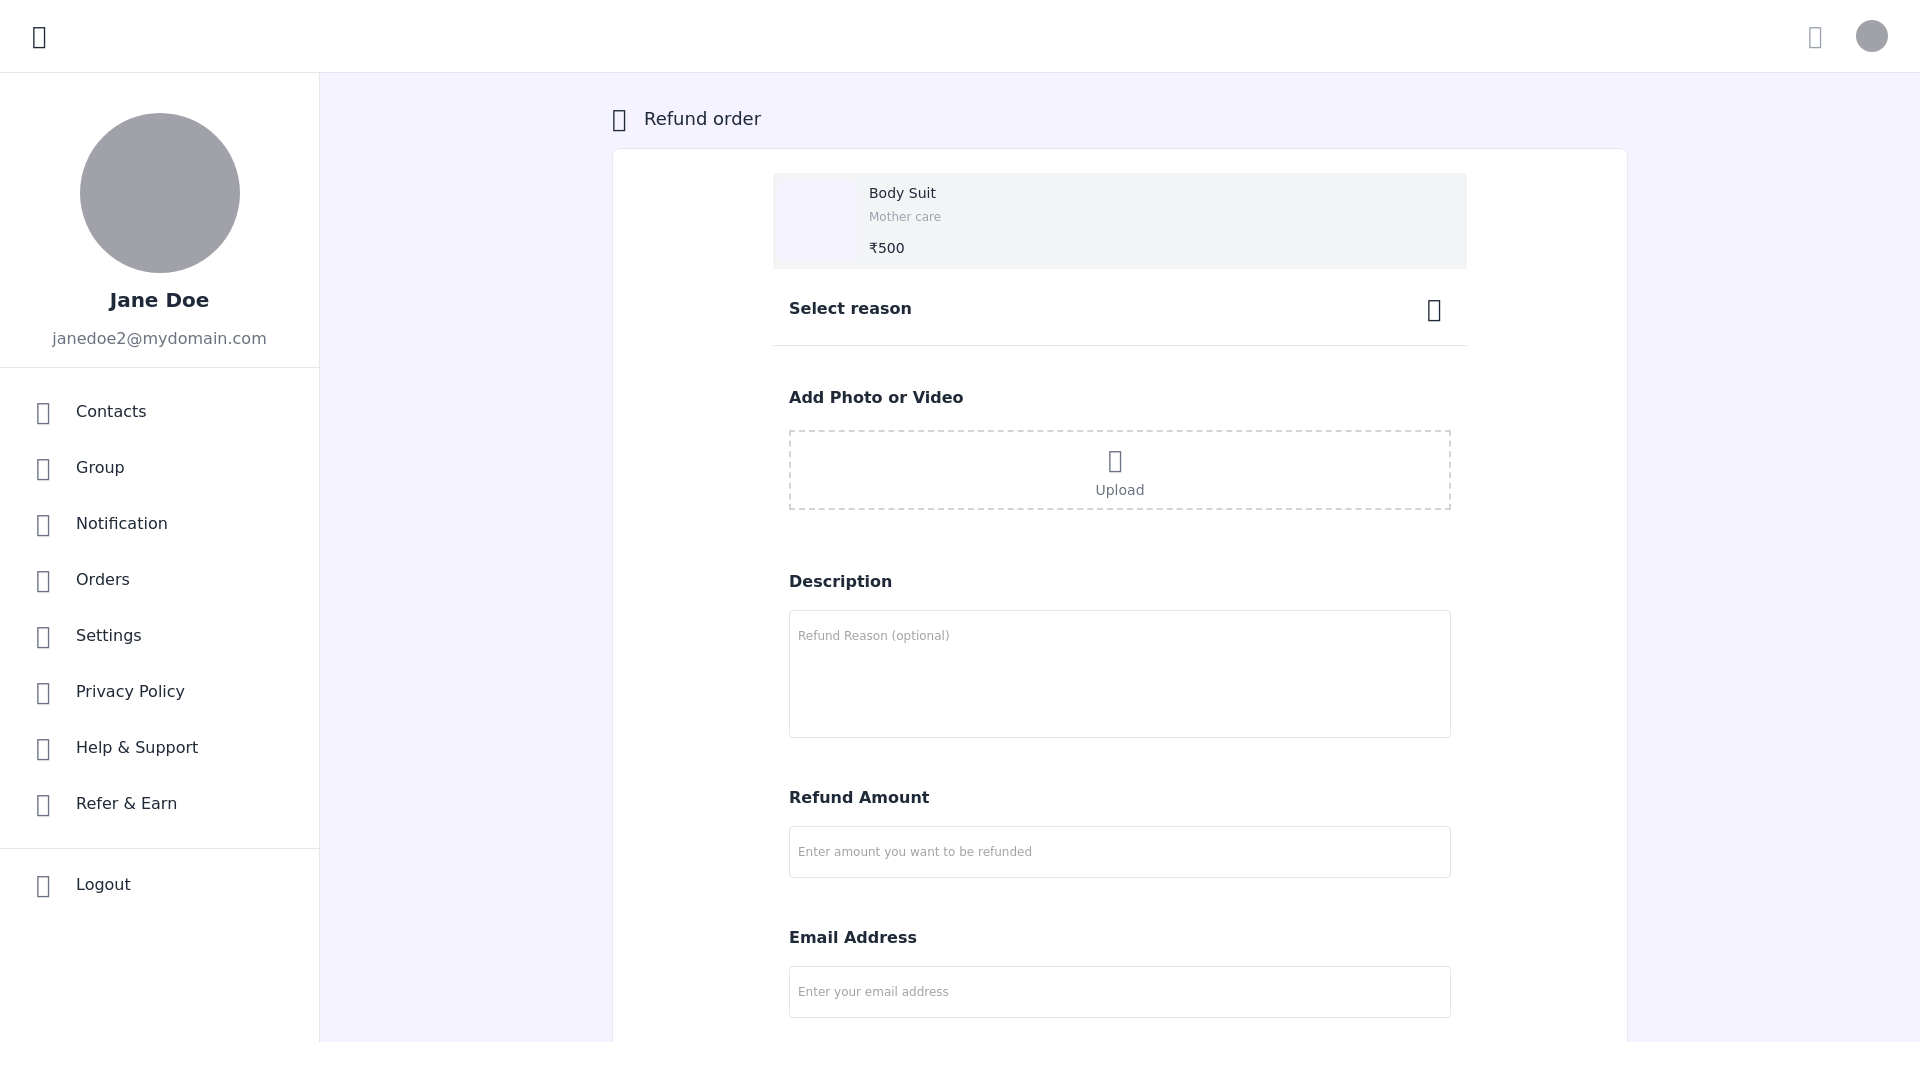 Refund order
Jane Doe
janedoe2@mydomain.com
Contacts
Group
Notification
Orders
Settings
Privacy Policy
Help & Support
Refer & Earn
Logout
Body Suit
Mother care
₹500
Select reason
Add Photo or Video
Upload
Description
Refund Reason (optional)
Refund Amount
Enter amount you want to be refunded
Email Address
Enter your email address